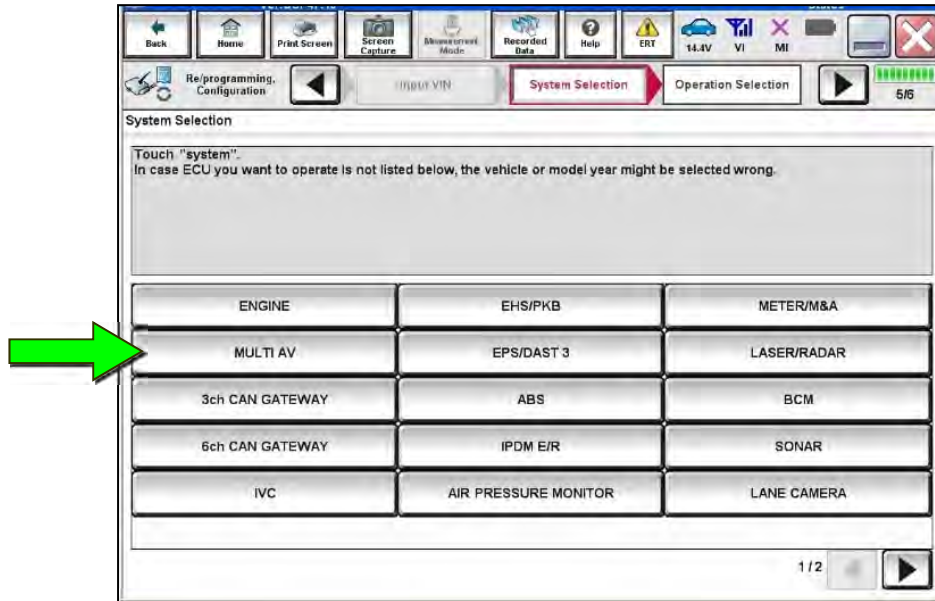 Back
Home
Print Screen
Screen
Capture
Measurement
Mode
Recorded
Data
Help
ERT
14.4V
VI
MI
Re/programming,
Configuration
Input VIN
System Selection
Operation Selection
5/6
System Selection
Touch "system".
In case ECU you want to operate is not listed below, the vehicle or model year might be selected wrong.
ENGINE
EHS/PKB
METER/M&A
MULTI AV
EPS/DAST 3
LASER/RADAR
3ch CAN GATEWAY
ABS
BCM
6ch CAN GATEWAY
IPDM E/R
SONAR
IVC
AIR PRESSURE MONITOR
LANE CAMERA
1/2